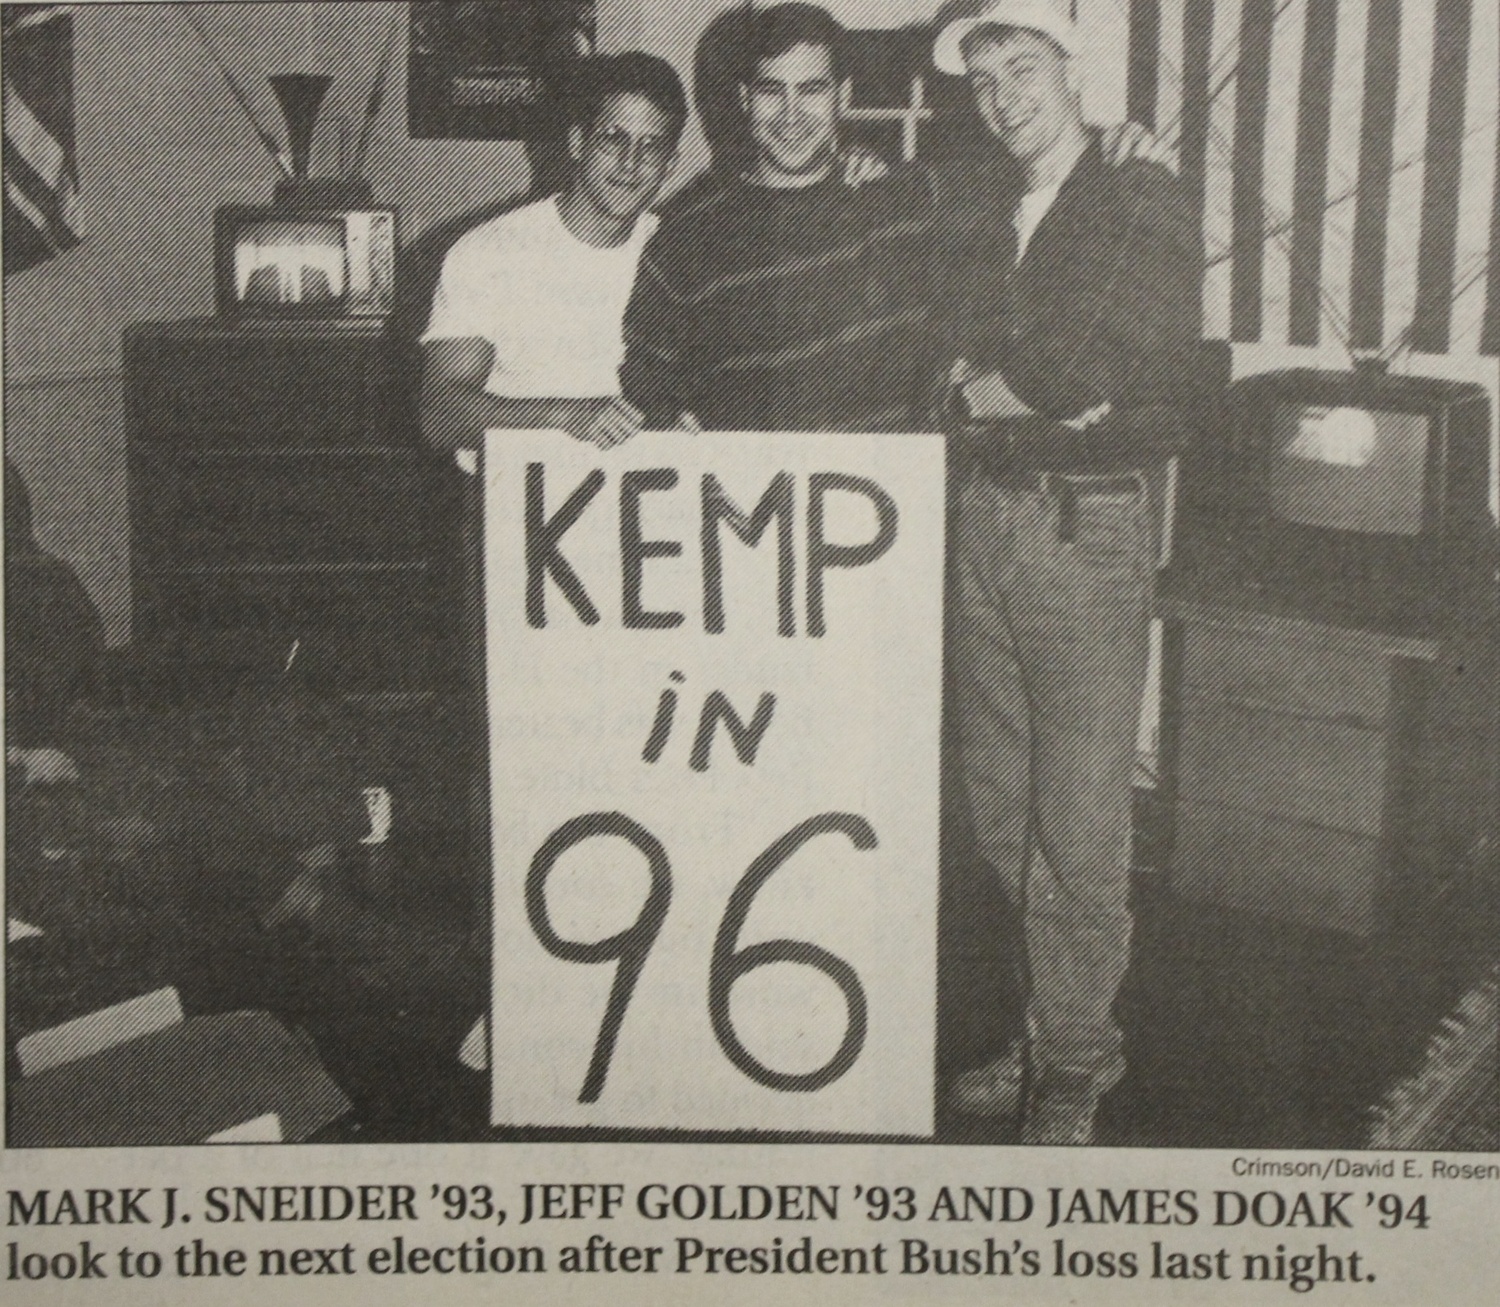 KEMP
iN
96
Crimson/David E. Rosen
MARK J. SNEIDER ’93, JEFF GOLDEN ’93 AND JAMES DOAK ’94
look to the next election after President Bush’s loss last night.